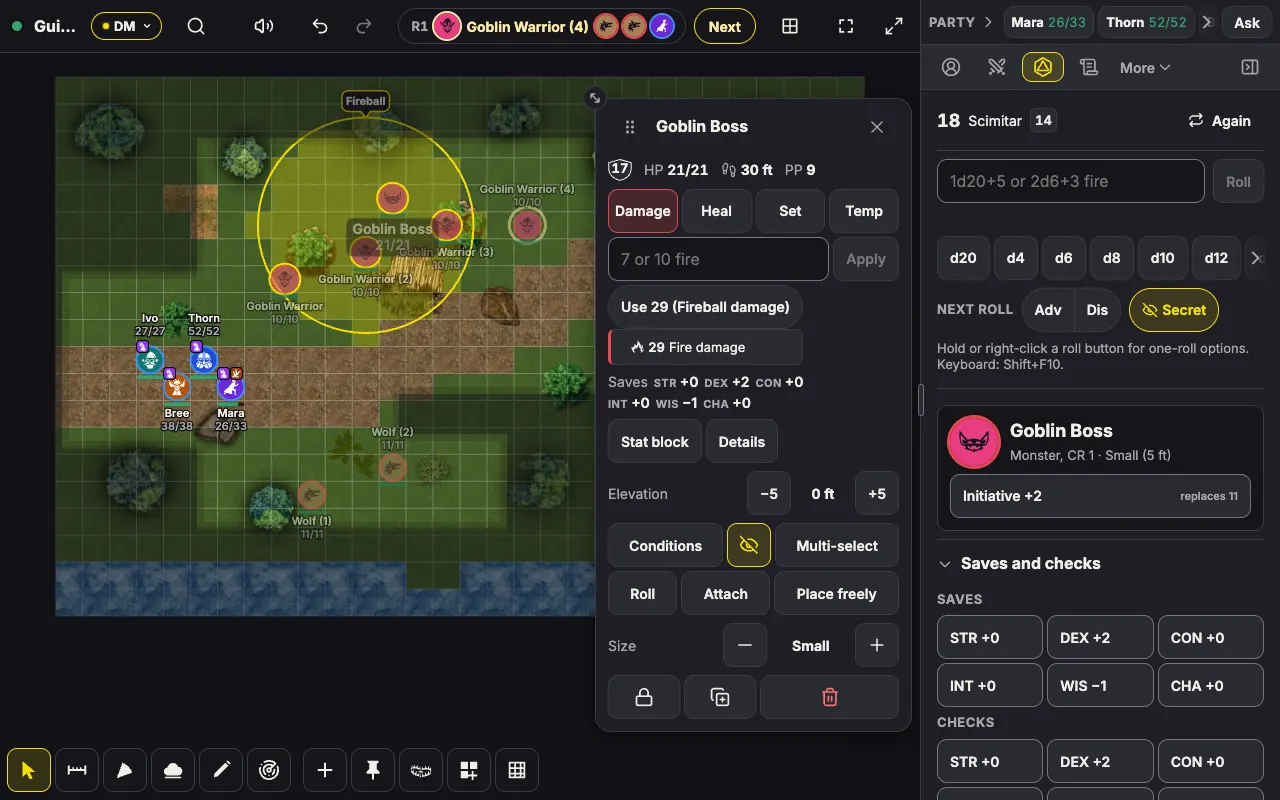 Gui...
DM
R1 Goblin Warrior (4)
Next
PARTY
Mara 26/33
Thorn 52/52
Ask
More
Fireball
Goblin Warrior (4)
10/10
Goblin Boss
21/21
Goblin Warrior (3)
10/10
Goblin Warrior (2)
10/10
Goblin Warrior
10/10
Ivo
27/27
Thorn
52/52
Bree
38/38
Mara
26/33
Wolf (2)
11/11
Wolf (1)
11/11
Goblin Boss
17 HP 21/21 30 ft PP 9
Damage Heal Set Temp
7 or 10 fire
Apply
Use 29 (Fireball damage)
29 Fire damage
Saves STR +0 DEX +2 CON +0
INT +0 WIS −1 CHA +0
Stat block Details
Elevation −5 0 ft +5
Conditions Multi-select
Roll Attach Place freely
Size Small
18 Scimitar 14 Again
1d20+5 or 2d6+3 fire Roll
d20 d4 d6 d8 d10 d12
NEXT ROLL Adv Dis Secret
Hold or right-click a roll button for one-roll options.
Keyboard: Shift+F10.
Goblin Boss
Monster, CR 1 · Small (5 ft)
Initiative +2 replaces 11
Saves and checks
SAVES
STR +0 DEX +2 CON +0
INT +0 WIS −1 CHA +0
CHECKS
STR +0 DEX +2 CON +0